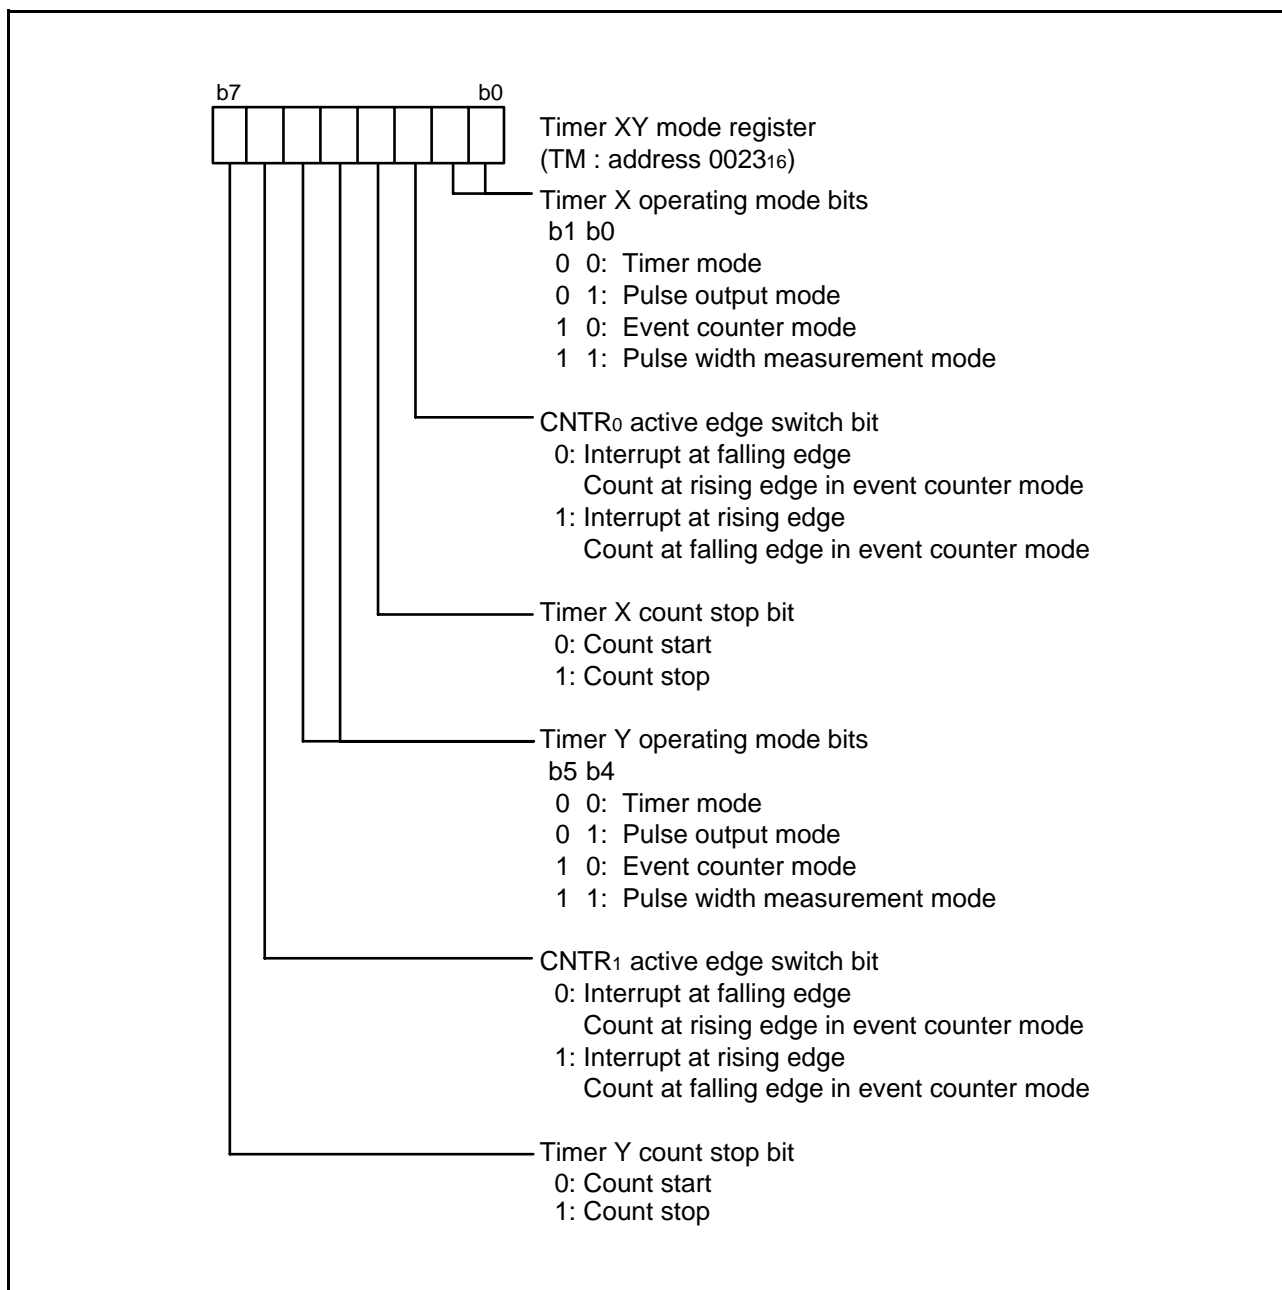 b7 b0
Timer XY mode register
(TM : address 002316)
Timer X operating mode bits
b1 b0
0 0: Timer mode
0 1: Pulse output mode
1 0: Event counter mode
1 1: Pulse width measurement mode
CNTR0 active edge switch bit
0: Interrupt at falling edge
Count at rising edge in event counter mode
1: Interrupt at rising edge
Count at falling edge in event counter mode
Timer X count stop bit
0: Count start
1: Count stop
Timer Y operating mode bits
b5 b4
0 0: Timer mode
0 1: Pulse output mode
1 0: Event counter mode
1 1: Pulse width measurement mode
CNTR1 active edge switch bit
0: Interrupt at falling edge
Count at rising edge in event counter mode
1: Interrupt at rising edge
Count at falling edge in event counter mode
Timer Y count stop bit
0: Count start
1: Count stop